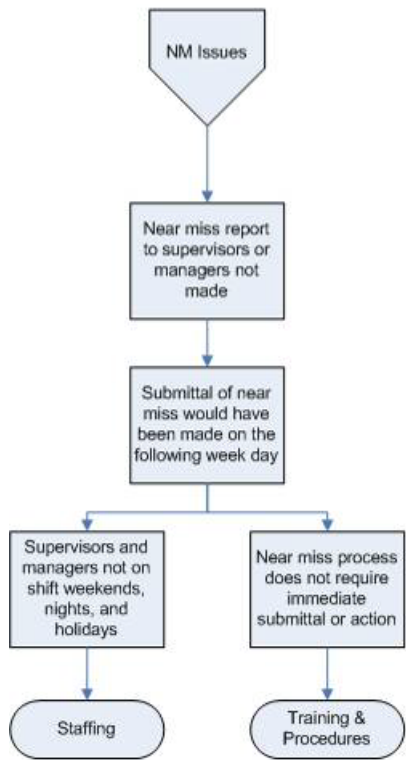 NM Issues
Near miss report
to supervisors or
managers not
made
Submittal of near
miss would have
been made on the
following week day
Supervisors and
managers not on
shift weekends,
nights, and
holidays
Near miss process
does not require
immediate
submittal or action
Staffing
Training &
Procedures